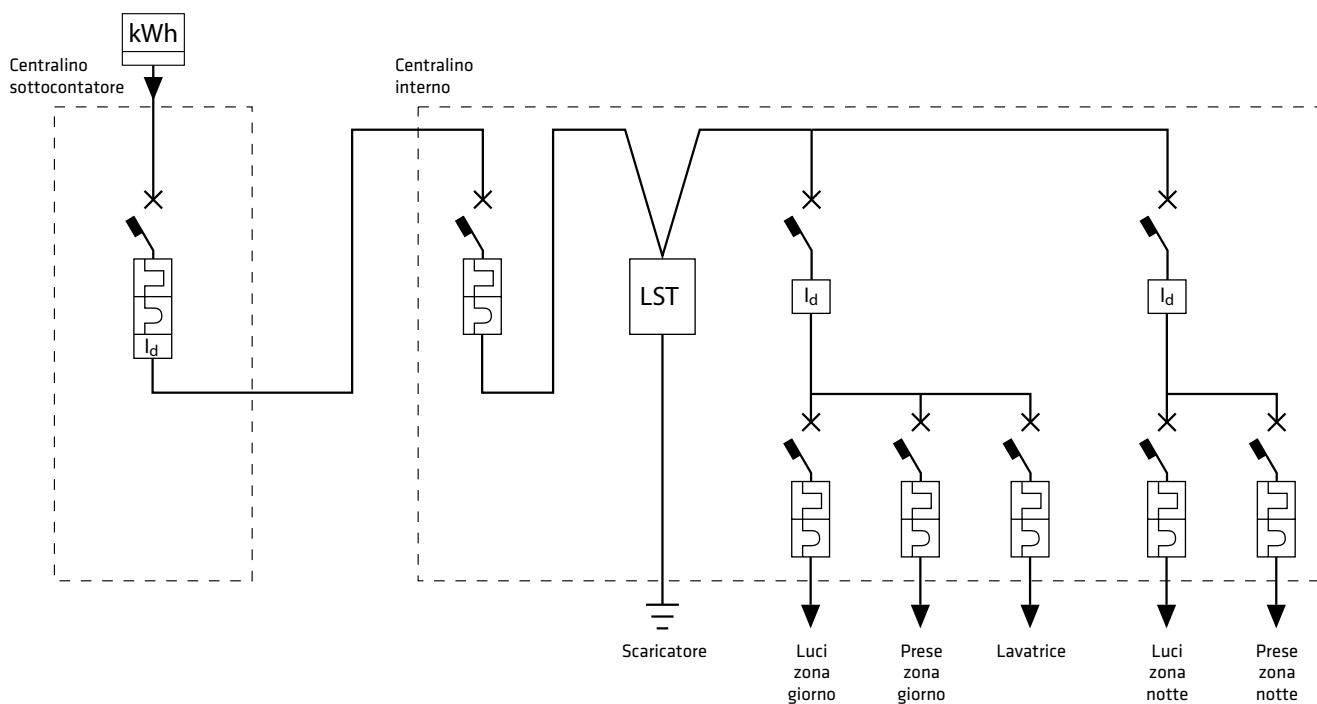 kWh
Centralino
sottocontatore
Centralino
interno
Id
LST
Id
Id
Scaricatore
Luci
zona
giorno
Prese
zona
giorno
Lavatrice
Luci
zona
notte
Prese
zona
notte